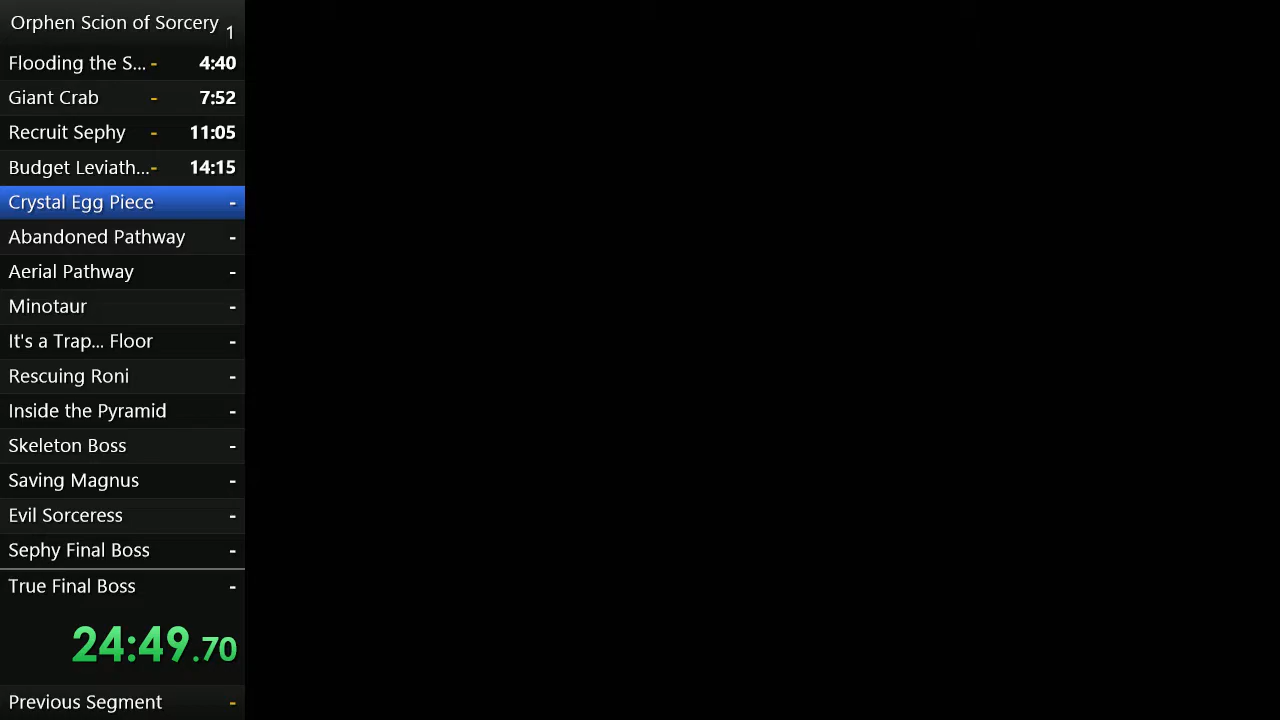 Orphen Scion of Sorcery 1
Flooding the S... - 4:40
Giant Crab - 7:52
Recruit Sephy - 11:05
Budget Leviath... - 14:15
Crystal Egg Piece -
Abandoned Pathway -
Aerial Pathway -
Minotaur -
It's a Trap... Floor -
Rescuing Roni -
Inside the Pyramid -
Skeleton Boss -
Saving Magnus -
Evil Sorceress -
Sephy Final Boss -
True Final Boss -
24:49.70
Previous Segment -